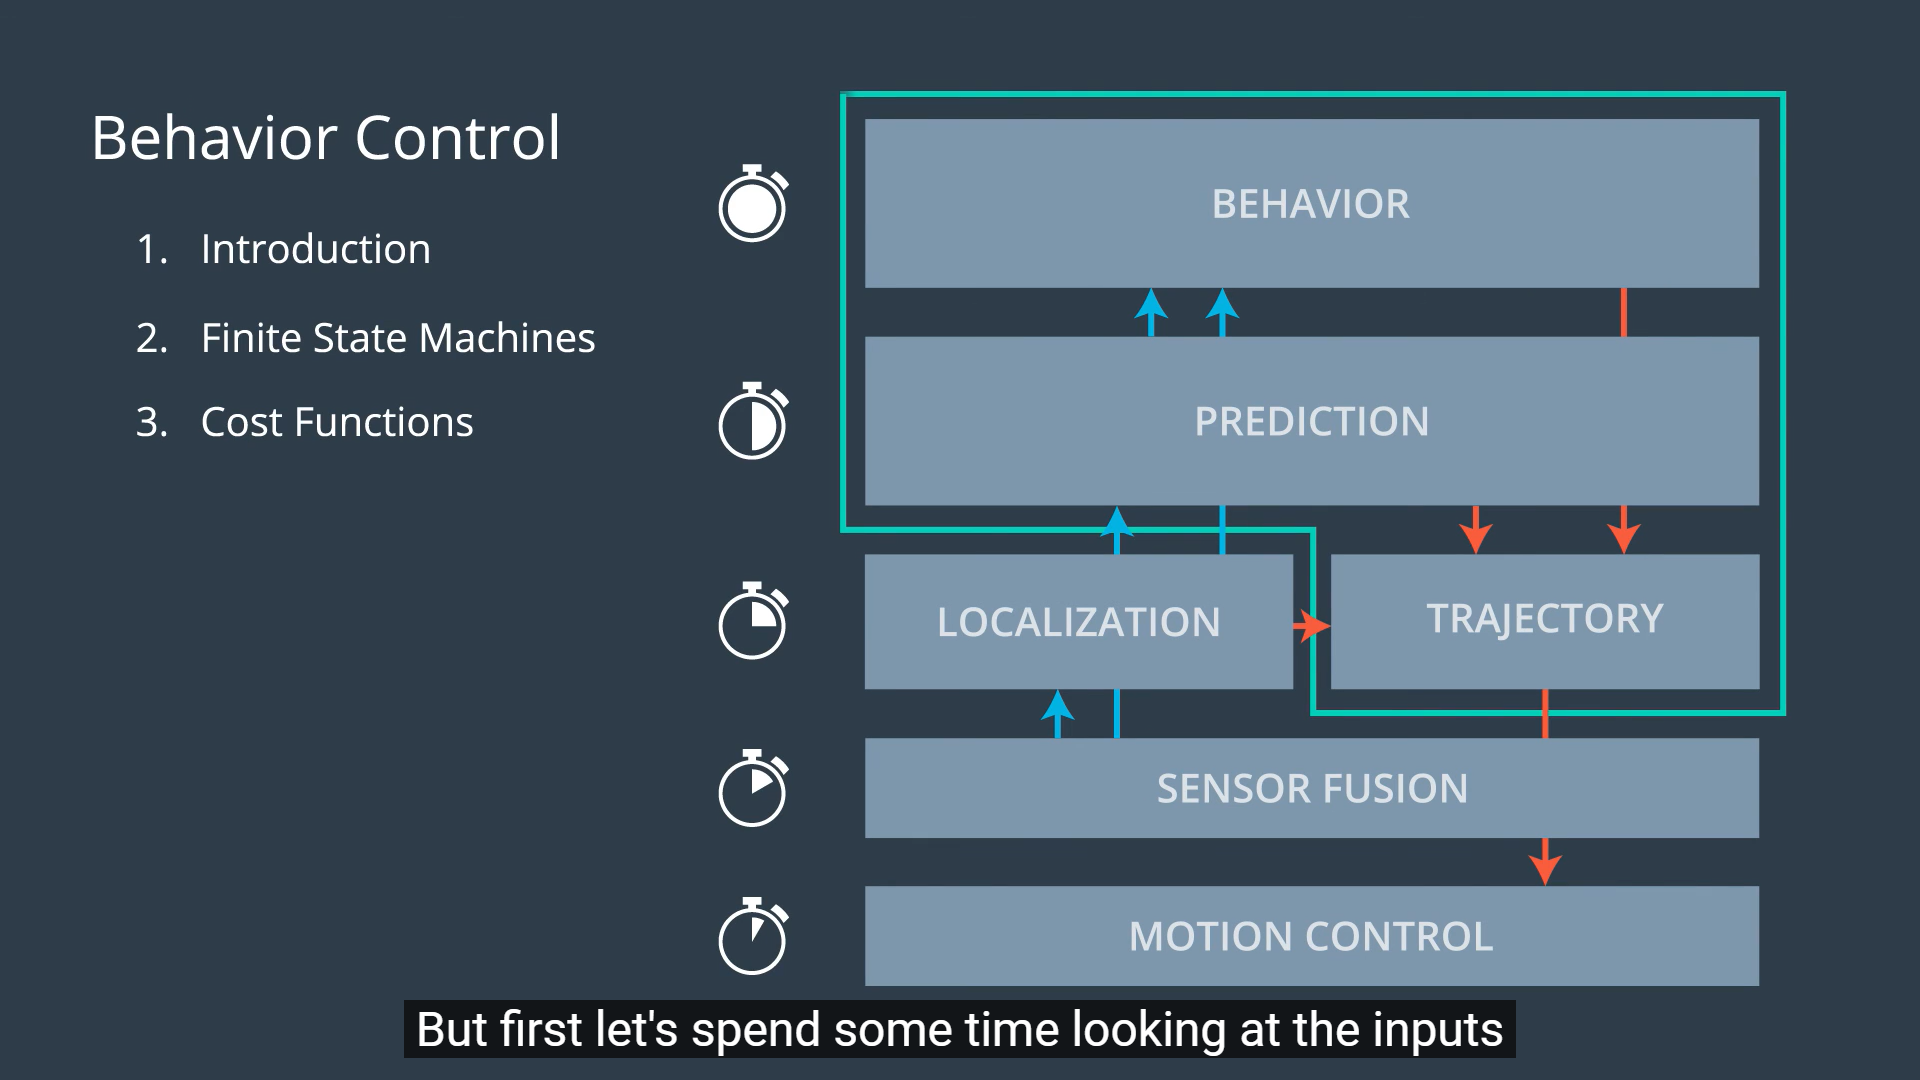 Behavior Control
1. Introduction
2. Finite State Machines
3. Cost Functions
BEHAVIOR
PREDICTION
LOCALIZATION
TRAJECTORY
SENSOR FUSION
MOTION CONTROL
But first let's spend some time looking at the inputs